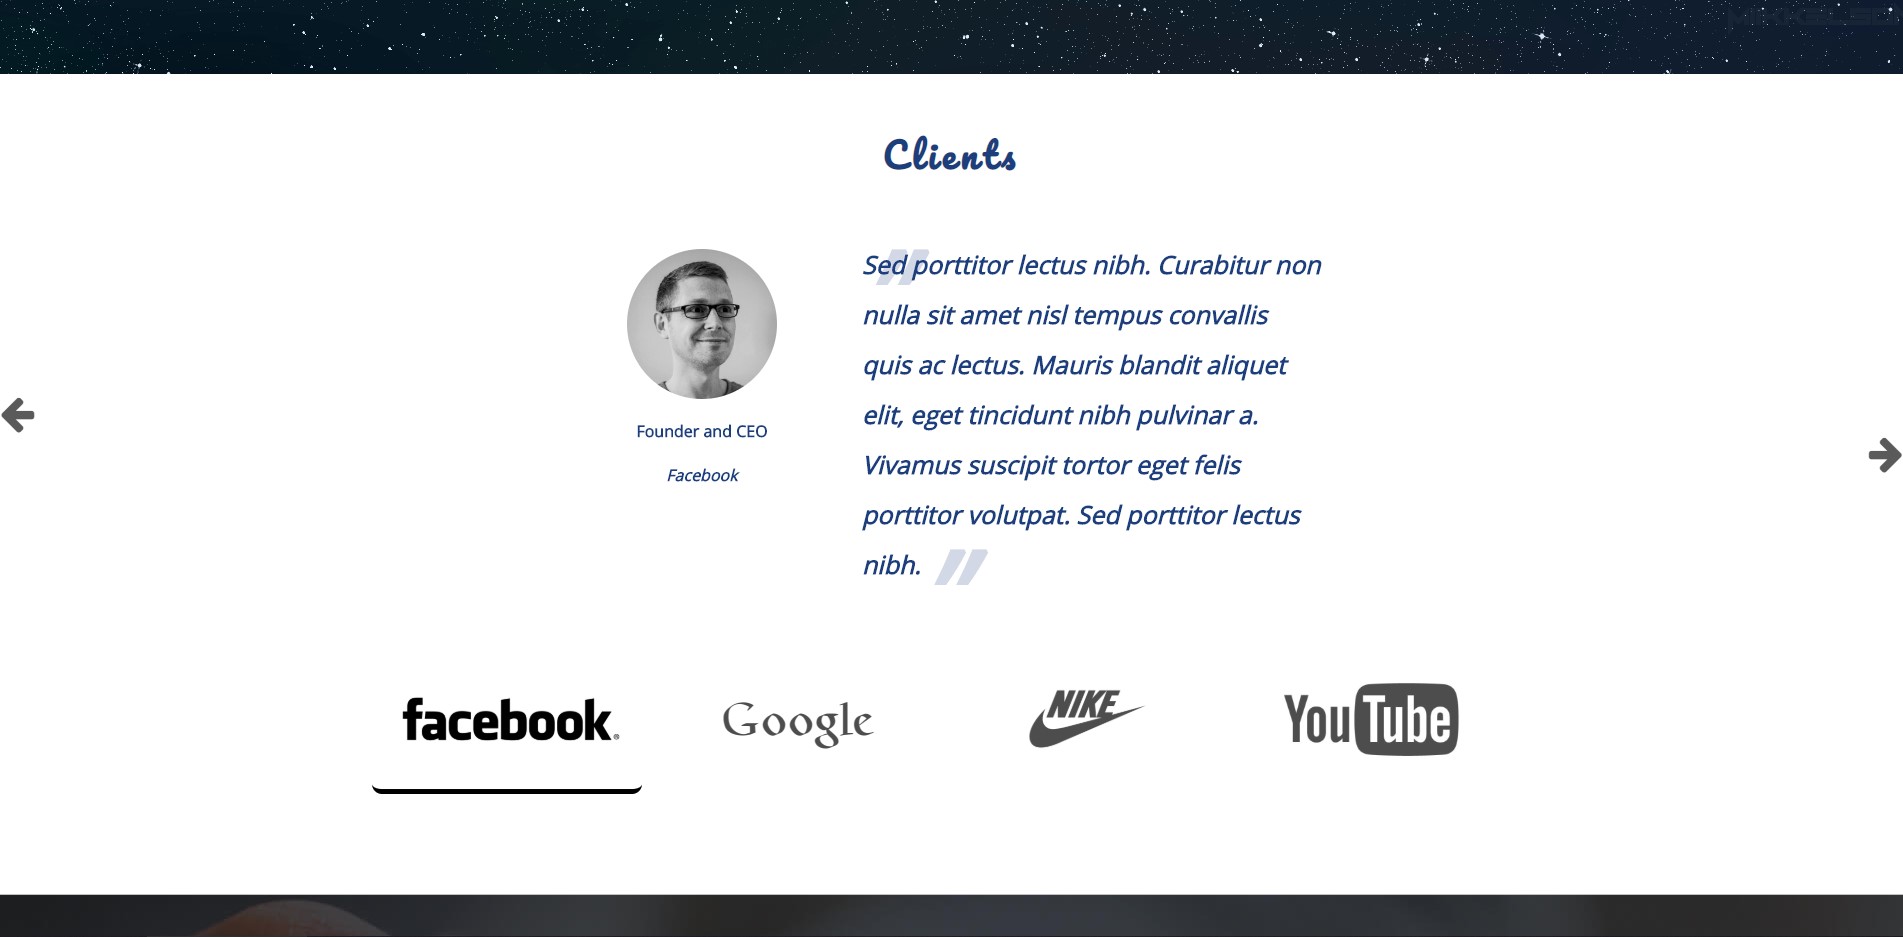 Clients
Sed porttitor lectus nibh. Curabitur non
nulla sit amet nisl tempus convallis
quis ac lectus. Mauris blandit aliquet
elit, eget tincidunt nibh pulvinar a.
Vivamus suscipit tortor eget felis
porttitor volutpat. Sed porttitor lectus
nibh. "
Founder and CEO
Facebook
facebook®
Google
NIKE
YouTube